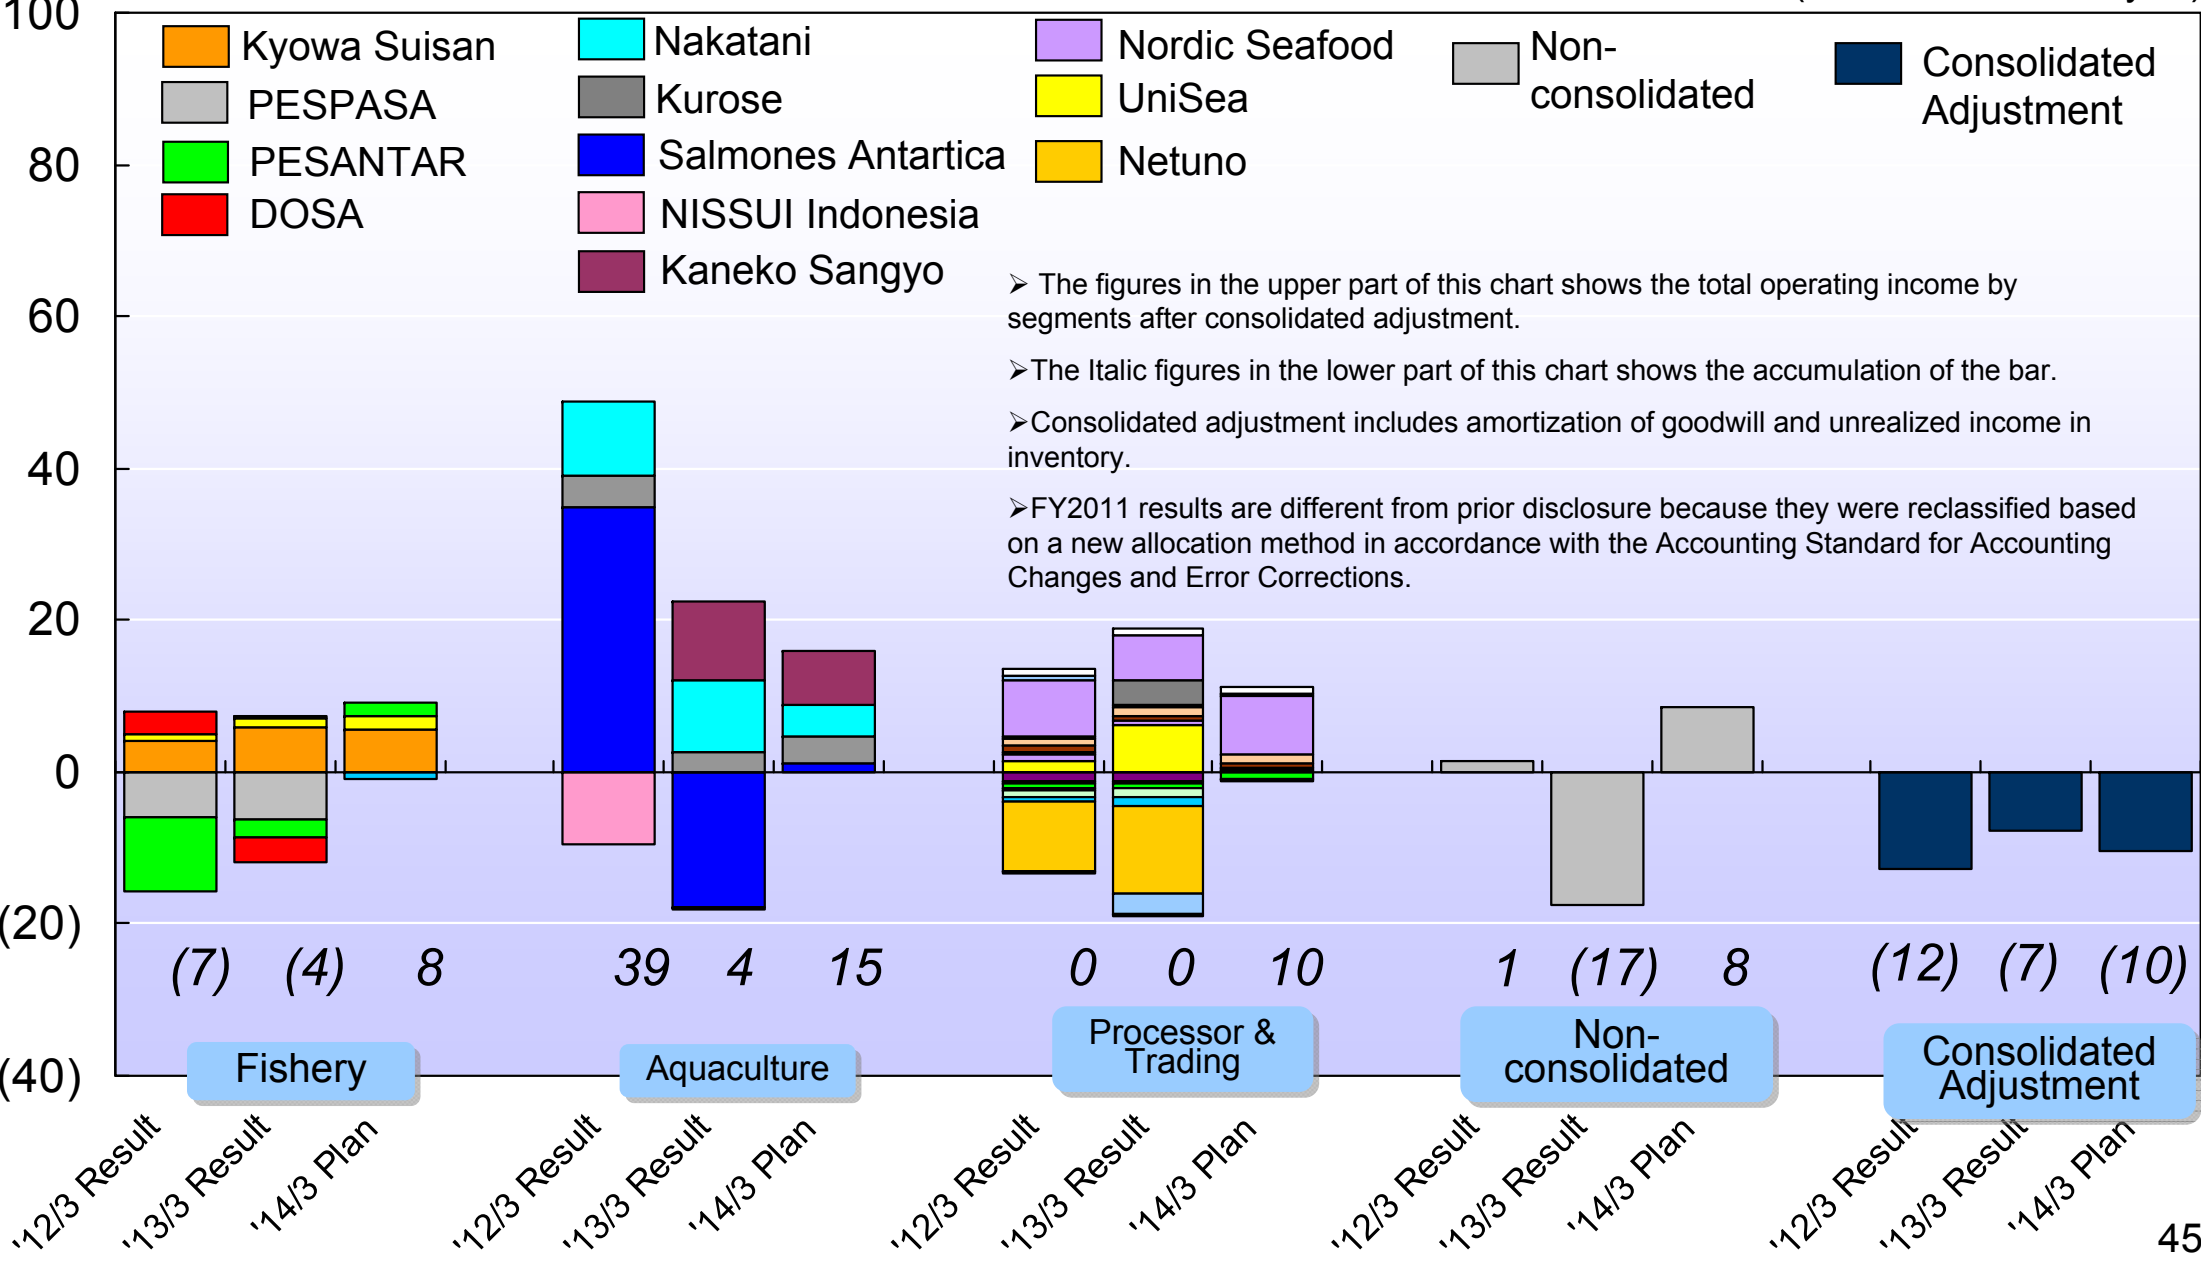 100
80
60
40
20
0
(20)
(40)
Kyowa Suisan
PESPASA
PESANTAR
DOSA
Nakatani
Kurose
Salmones Antartica
NISSUI Indonesia
Kaneko Sangyo
Nordic Seafood
UniSea
Netuno
Non-
consolidated
Consolidated
Adjustment
➢ The figures in the upper part of this chart shows the total operating income by
segments after consolidated adjustment.
➢The Italic figures in the lower part of this chart shows the accumulation of the bar.
➢Consolidated adjustment includes amortization of goodwill and unrealized income in
inventory.
➢FY2011 results are different from prior disclosure because they were reclassified based
on a new allocation method in accordance with the Accounting Standard for Accounting
Changes and Error Corrections.
(7) (4) 8 39 4 15 0 0 10 1 (17) 8 (12) (7) (10)
Fishery
Aquaculture
Processor &
Trading
Non-
consolidated
Consolidated
Adjustment
'12/3 Result
'13/3 Result
'14/3 Plan
'12/3 Result
'13/3 Result
'14/3 Plan
'12/3 Result
'13/3 Result
'14/3 Plan
'12/3 Result
'13/3 Result
'14/3 Plan
'12/3 Result
'13/3 Result
'14/3 Plan
45